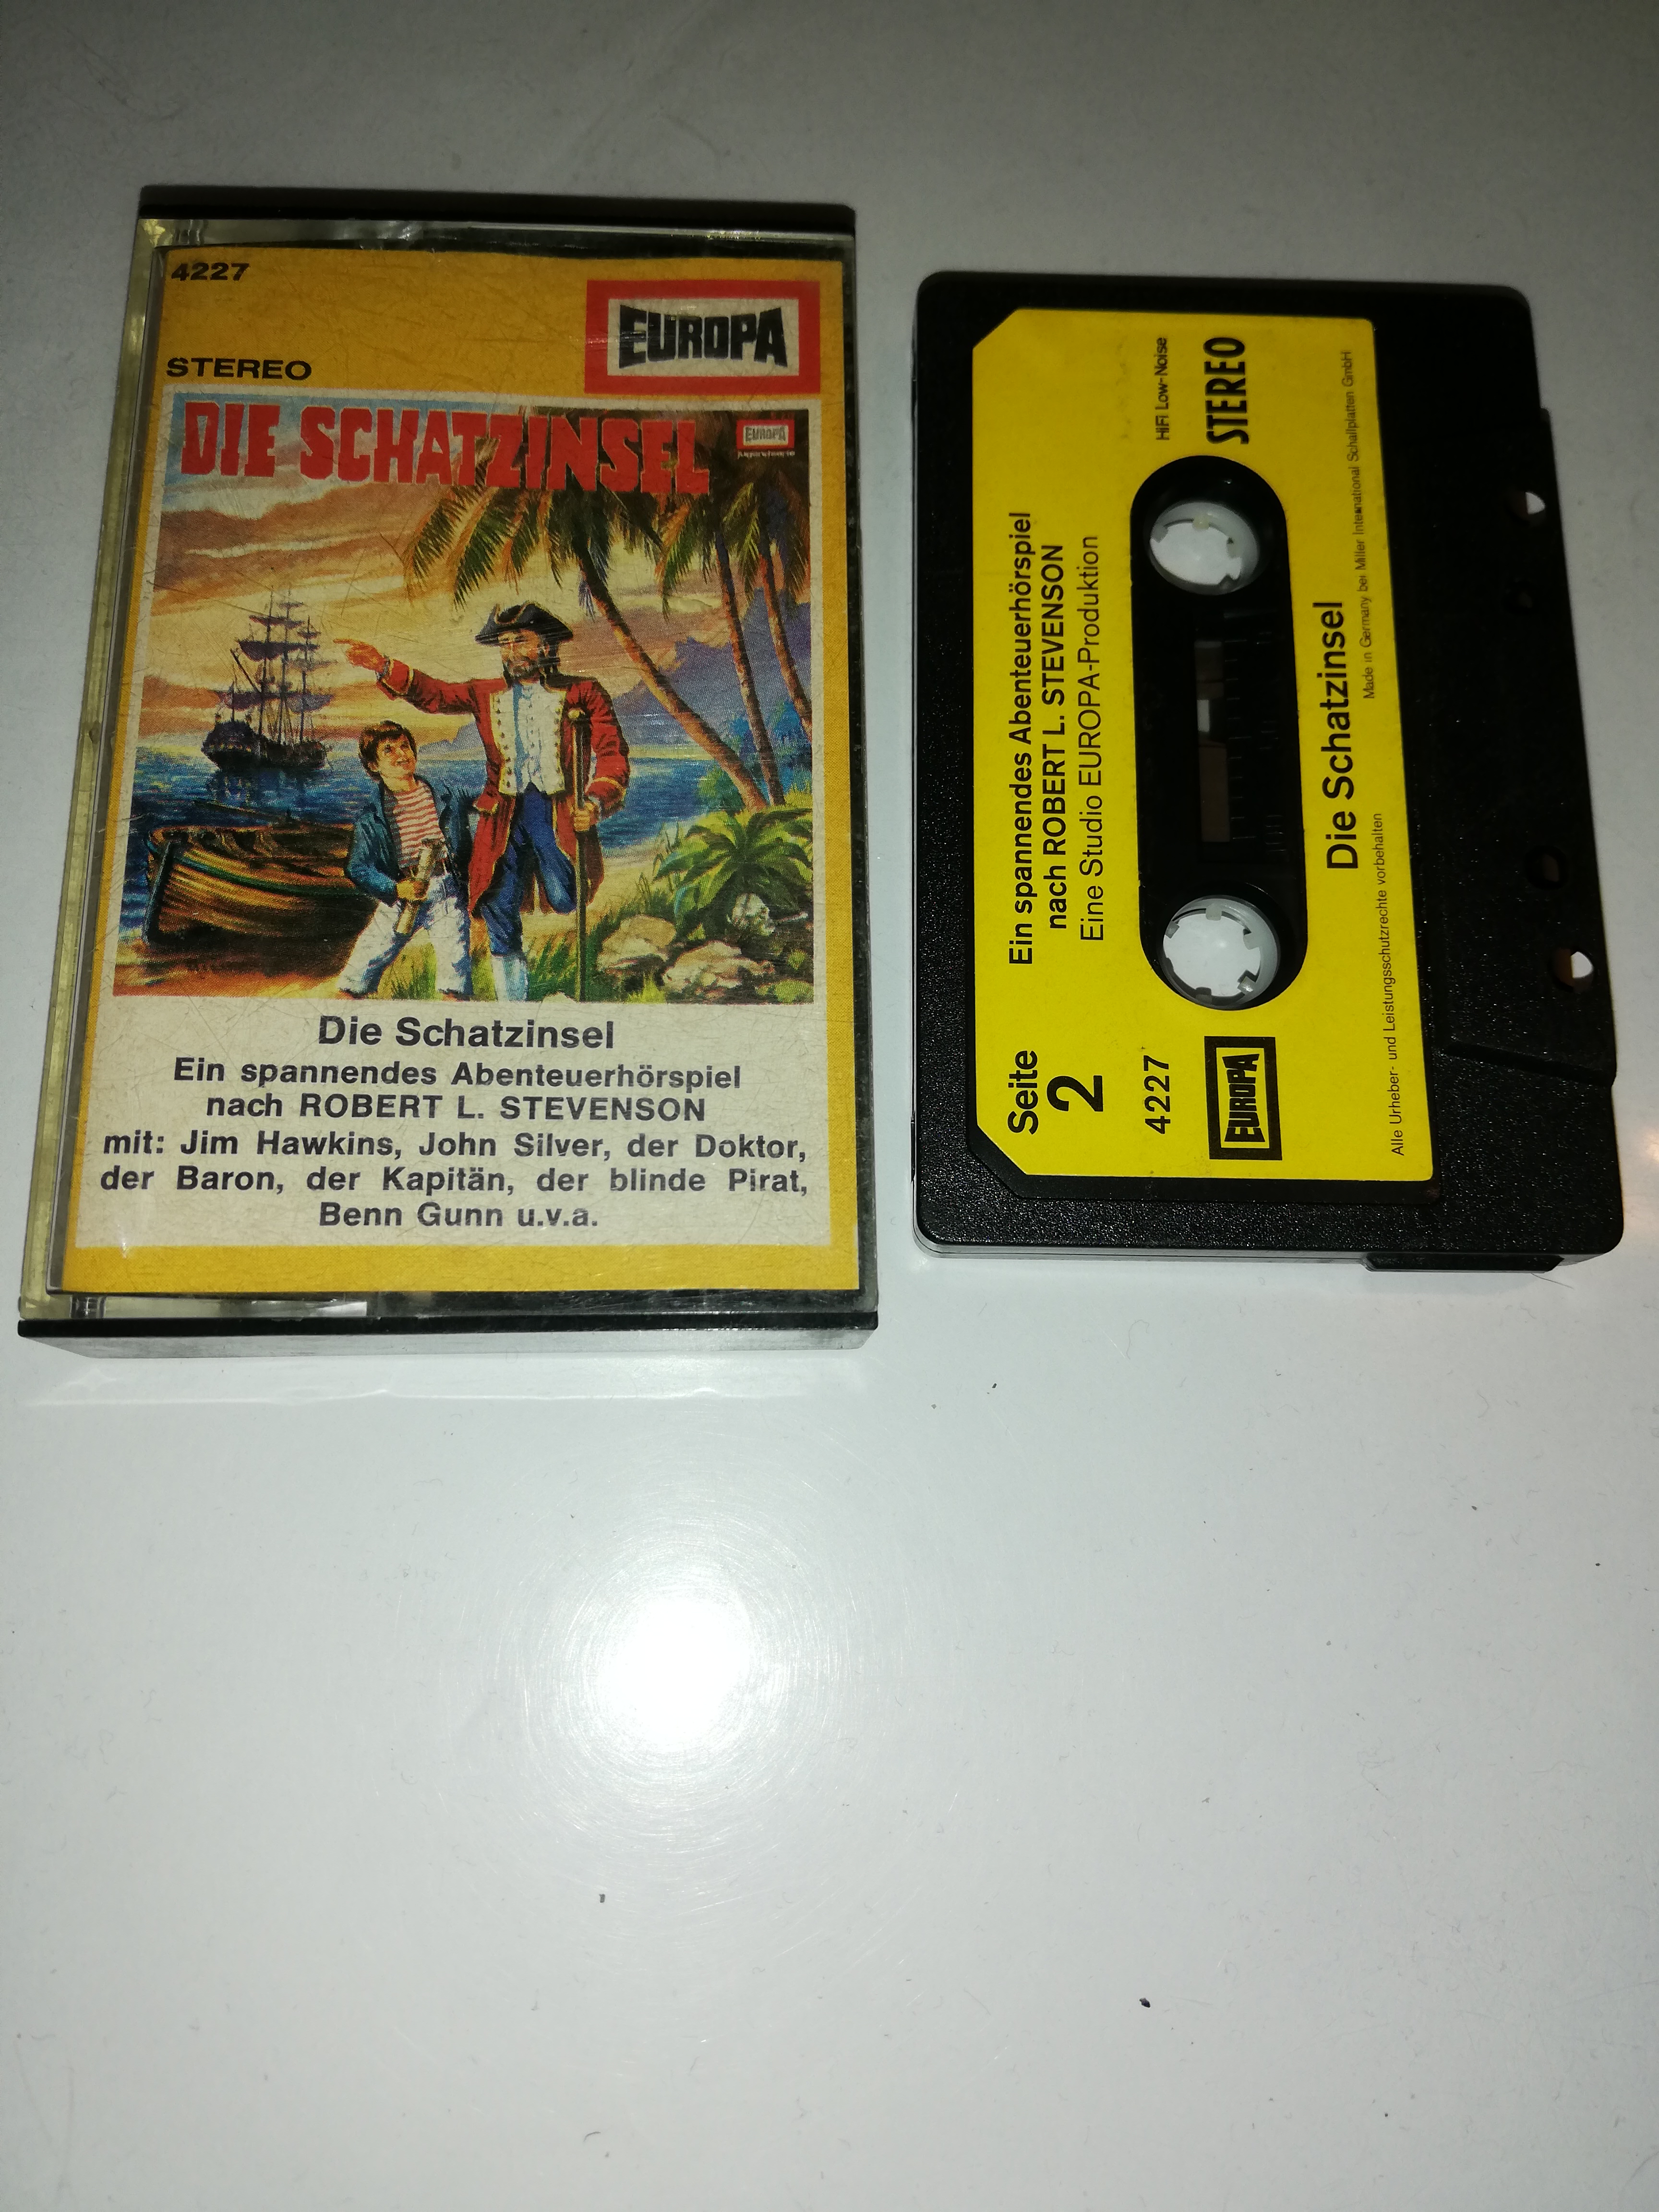 4227
EUROPA
STEREO
DIE SCHATZINSEL
EUROPA
Die Schatzinsel
Ein spannendes Abenteuerhörspiel
nach ROBERT L. STEVENSON
mit: Jim Hawkins, John Silver, der Doktor,
der Baron, der Kapitän, der blinde Pirat,
Benn Gunn u.v.a.
Seite
2
Ein spannendes Abenteuerhörspiel
nach ROBERT L. STEVENSON
Eine Studio EUROPA-Produktion
4227
HiFi Low-Noise
EUROPA
STEREO
Die Schatzinsel
Made in Germany bei Miller International Schallplatten GmbH
Alle Urheber- und Leistungsschutzrechte vorbehalten